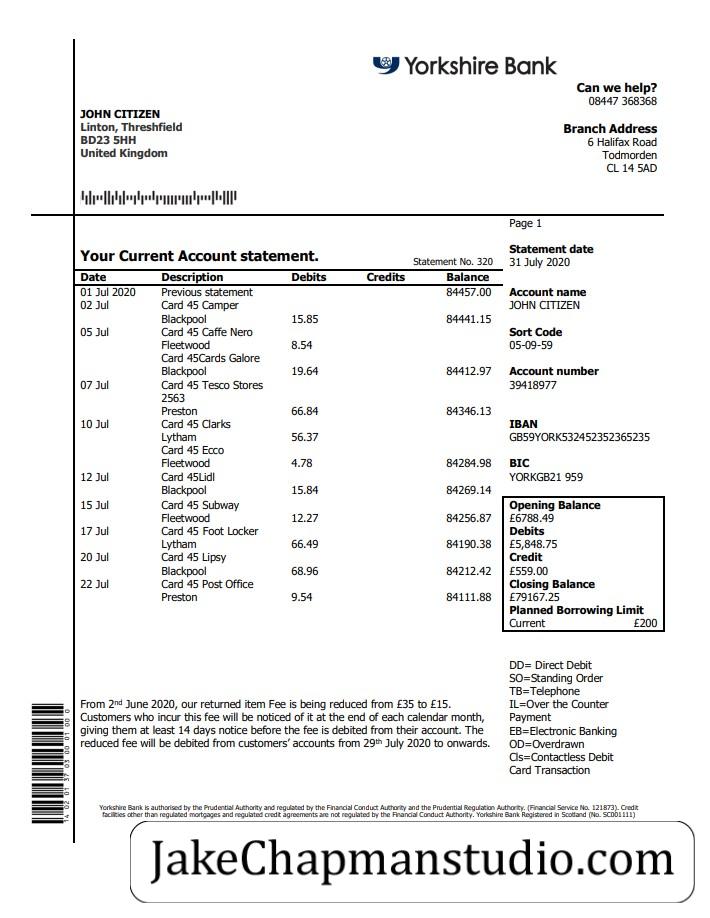 Yorkshire Bank
Can we help?
08447 368368
JOHN CITIZEN
Linton, Threshfield
BD23 5HH
United Kingdom
Branch Address
6 Halifax Road
Todmorden
CL 14 5AD
Page 1
Your Current Account statement.
Statement No. 320
Statement date
31 July 2020
Date Description Debits Credits Balance
01 Jul 2020 Previous statement 84457.00
02 Jul Card 45 Camper
Blackpool 15.85 84441.15
05 Jul Card 45 Caffe Nero
Fleetwood 8.54
Card 45Cards Galore
Blackpool 19.64 84412.97
07 Jul Card 45 Tesco Stores
2563
Preston 66.84 84346.13
10 Jul Card 45 Clarks
Lytham 56.37
Card 45 Ecco
Fleetwood 4.78 84284.98
12 Jul Card 45Lidl
Blackpool 15.84 84269.14
15 Jul Card 45 Subway
Fleetwood 12.27 84256.87
17 Jul Card 45 Foot Locker
Lytham 66.49 84190.38
20 Jul Card 45 Lipsy
Blackpool 68.96 84212.42
22 Jul Card 45 Post Office
Preston 9.54 84111.88
Account name
JOHN CITIZEN
Sort Code
05-09-59
Account number
39418977
IBAN
GB59YORK532452352365235
BIC
YORKGB21 959
Opening Balance
£6788.49
Debits
£5,848.75
Credit
£559.00
Closing Balance
£79167.25
Planned Borrowing Limit
Current £200
DD= Direct Debit
SO=Standing Order
TB=Telephone
IL=Over the Counter
Payment
EB=Electronic Banking
OD=Overdrawn
Cls=Contactless Debit
Card Transaction
From 2nd June 2020, our returned item Fee is being reduced from £35 to £15.
Customers who incur this fee will be noticed of it at the end of each calendar month,
giving them at least 14 days notice before the fee is debited from their account. The
reduced fee will be debited from customers' accounts from 29th July 2020 to onwards.
14 02 01 37 03 00 01 00 0
Yorkshire Bank is authorised by the Prudential Authority and regulated by the Financial Conduct Authority and the Prudential Regulation Authority. (Financial Service No. 121873). Credit
facilities other than regulated mortgages and regulated credit agreements are not regulated by the Financial Conduct Authority. Yorkshire Bank Registered in Scotland (No. SC001111)
JakeChapmanstudio.com